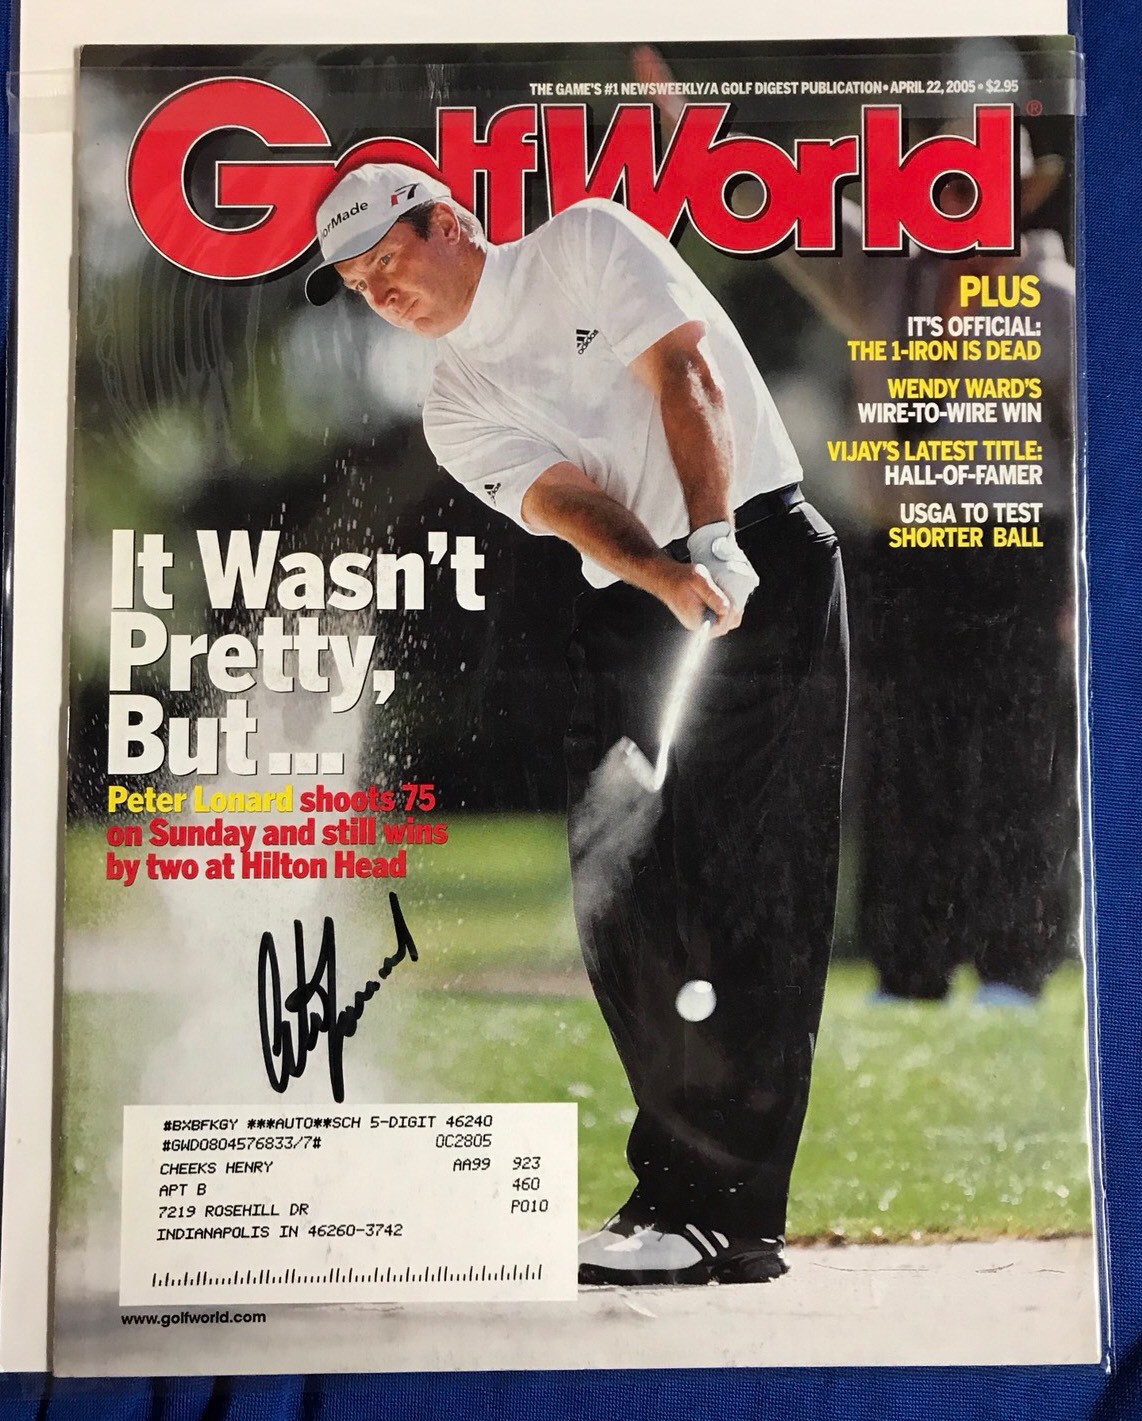 THE GAME'S #1 NEWSWEEKLY/A GOLF DIGEST PUBLICATION • APRIL 22, 2005 • $2.95
GolfWorld®
TaylorMade r7
adidas
PLUS
IT'S OFFICIAL:
THE 1-IRON IS DEAD
WENDY WARD'S
WIRE-TO-WIRE WIN
VIJAY'S LATEST TITLE:
HALL-OF-FAMER
USGA TO TEST
SHORTER BALL
It Wasn't
Pretty,
But...
Peter Lonard shoots 75
on Sunday and still wins
by two at Hilton Head
#BXBFKGY ***AUTO**SCH 5-DIGIT 46240
#GWD0804576833/7# 0C2805
CHEEKS HENRY AA99 923
APT B 460
7219 ROSEHILL DR P010
INDIANAPOLIS IN 46260-3742
www.golfworld.com